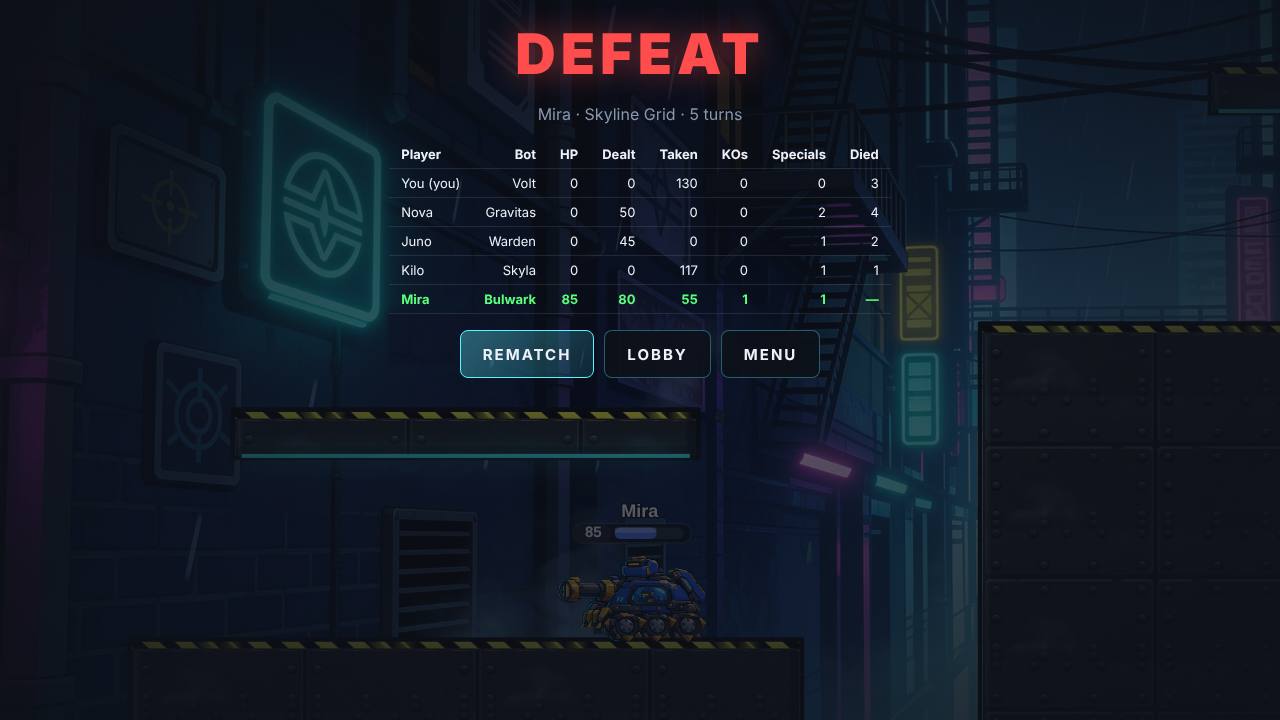 DEFEAT
Mira · Skyline Grid · 5 turns
Player Bot HP Dealt Taken KOs Specials Died
You (you) Volt 0 0 130 0 0 3
Nova Gravitas 0 50 0 0 2 4
Juno Warden 0 45 0 0 1 2
Kilo Skyla 0 0 117 0 1 1
Mira Bulwark 85 80 55 1 1 —
REMATCH LOBBY MENU
Mira
85